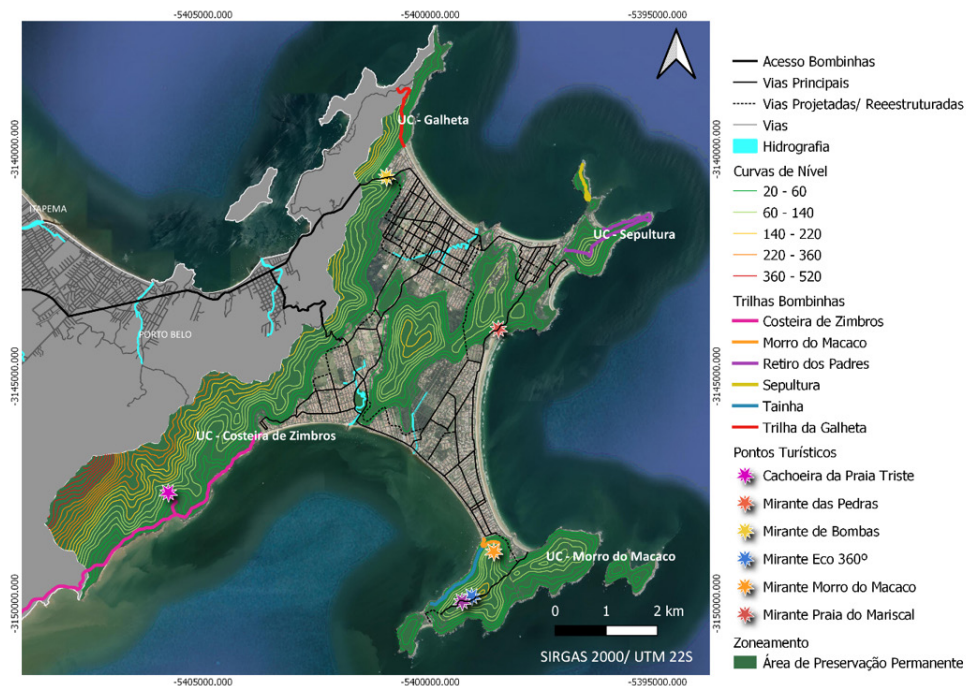 -5405000.000
-5400000.000
-5395000.000
-3140000.000
-3140000.000
UC - Galheta
ITAPEMA
UC - Sepultura
PORTO BELO
-3145000.000
-3145000.000
UC - Costeira de Zimbros
UC - Morro do Macaco
-3150000.000
-3150000.000
0 1 2 km
SIRGAS 2000/ UTM 22S
-5405000.000
-5400000.000
-5395000.000
Acesso Bombinhas
Vias Principais
Vias Projetadas/ Reeestruturadas
Vias
Hidrografia
Curvas de Nível
20 - 60
60 - 140
140 - 220
220 - 360
360 - 520
Trilhas Bombinhas
Costeira de Zimbros
Morro do Macaco
Retiro dos Padres
Sepultura
Tainha
Trilha da Galheta
Pontos Turísticos
Cachoeira da Praia Triste
Mirante das Pedras
Mirante de Bombas
Mirante Eco 360º
Mirante Morro do Macaco
Mirante Praia do Mariscal
Zoneamento
Área de Preservação Permanente